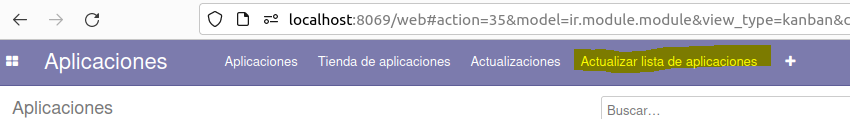 localhost:8069/web#action=35&model=ir.module.module&view_type=kanban&c
Aplicaciones Aplicaciones Tienda de aplicaciones Actualizaciones Actualizar lista de aplicaciones +
Aplicaciones Buscar...